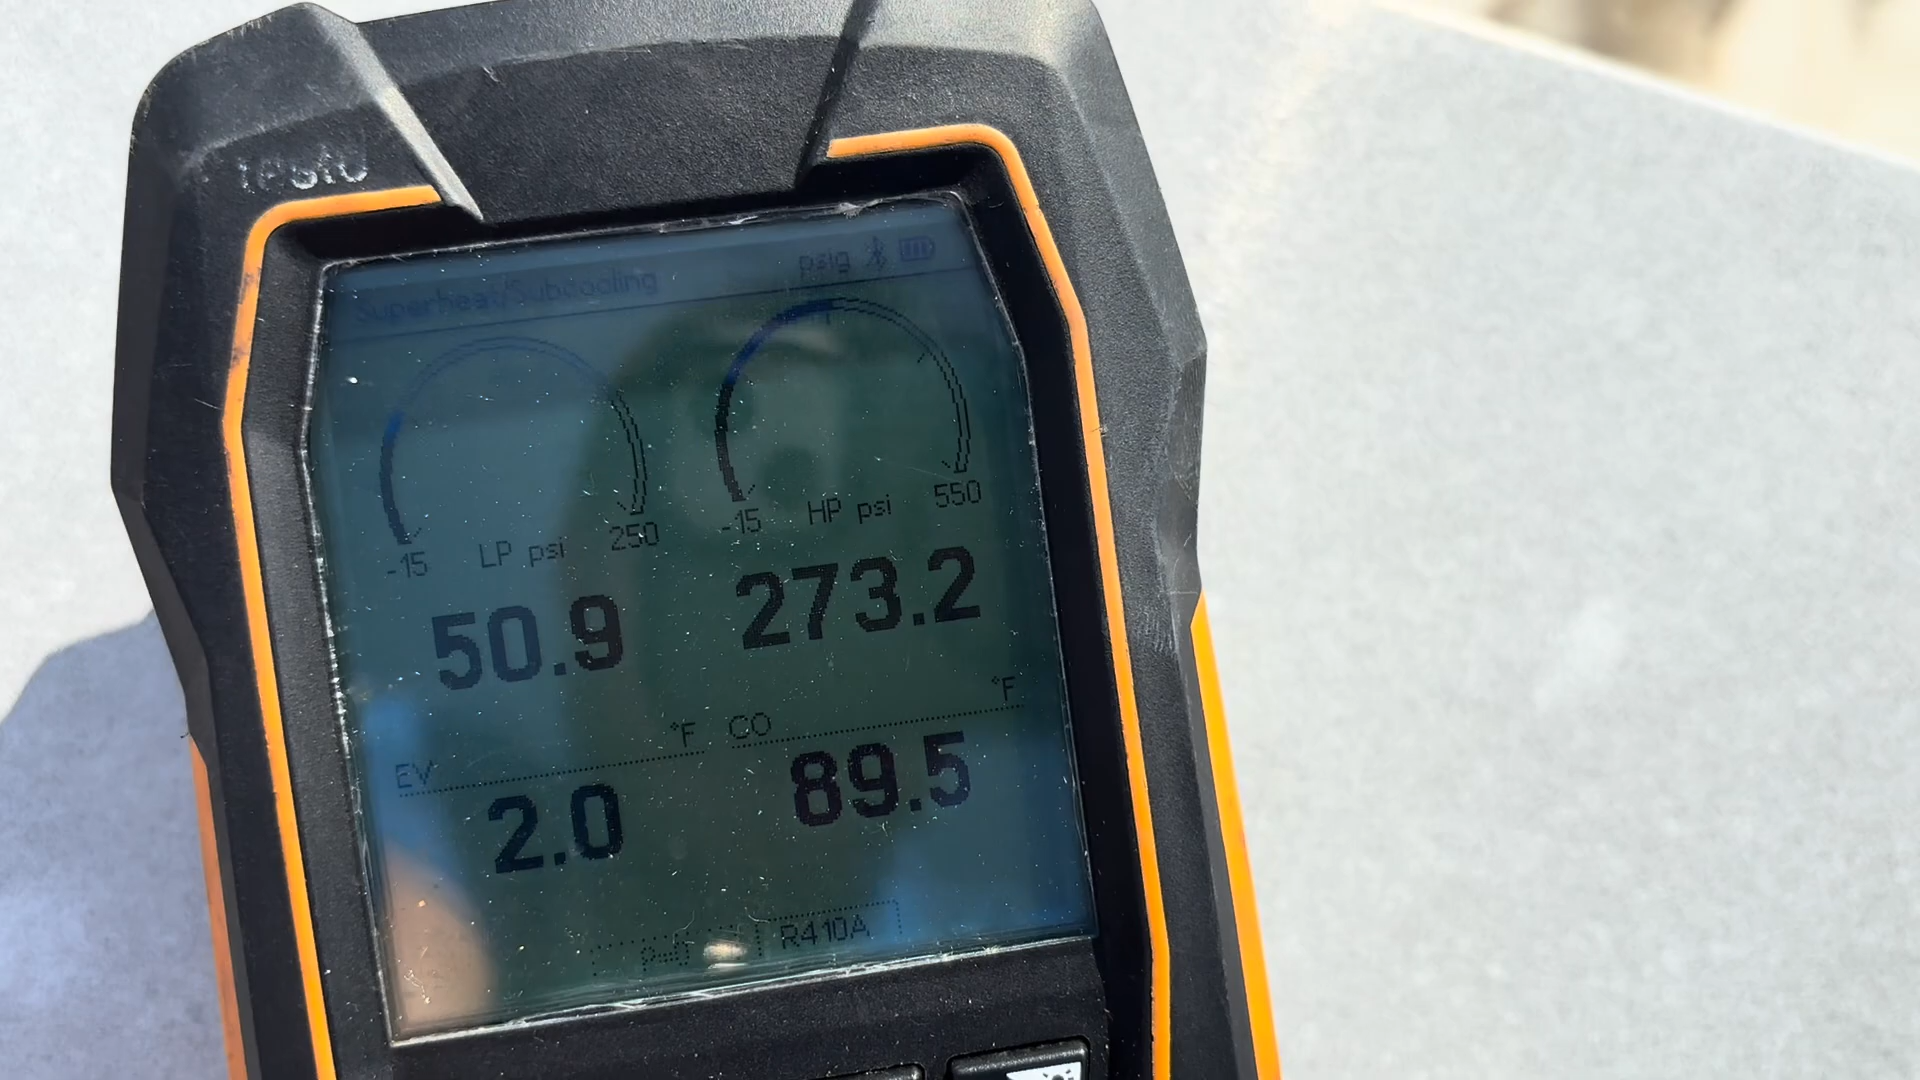 testo
psig
Superheat/Subcooling
-15 LP psi 250
-15 HP psi 550
50.9
273.2
EV °F
CO °F
2.0
89.5
R410A